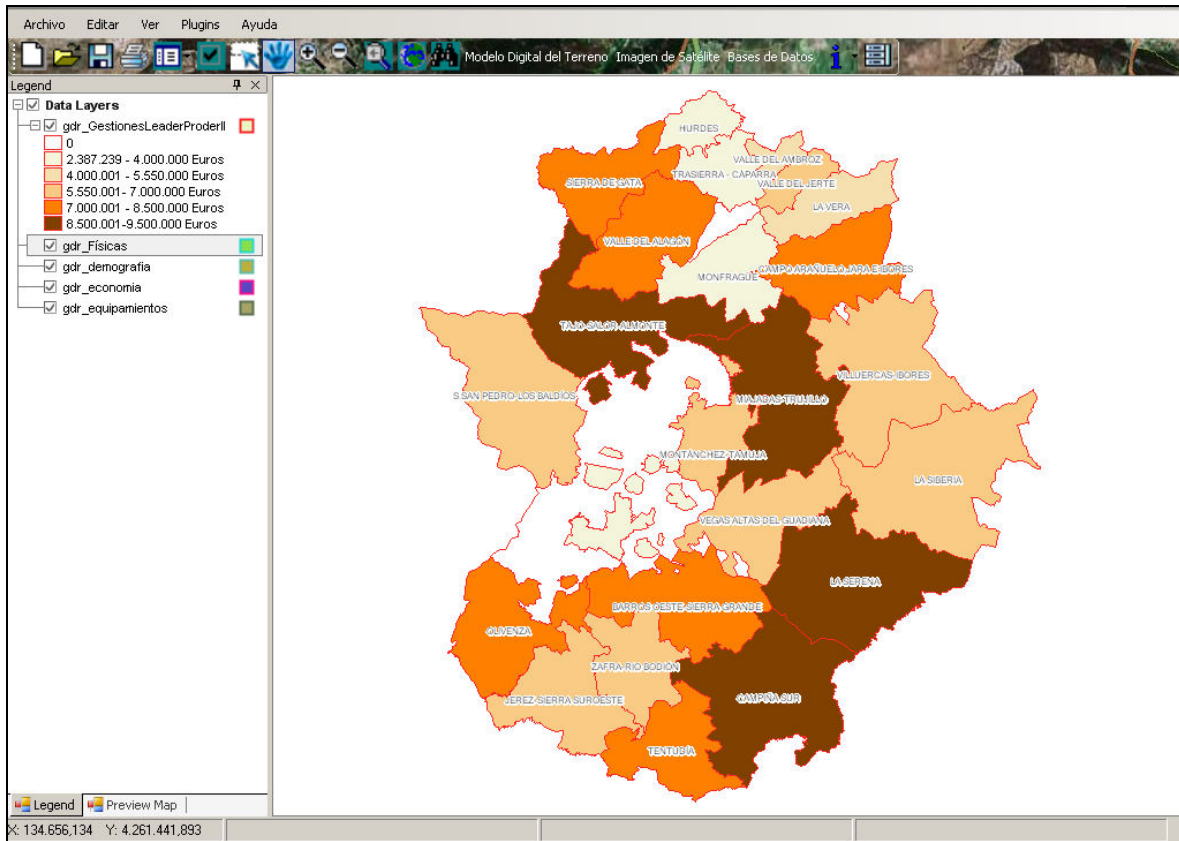 Archivo Editar Ver Plugins Ayuda
Modelo Digital del Terreno Imagen de Satélite Bases de Datos
Legend
Data Layers
gdr_GestionesLeaderProderII
0
2.387.239 - 4.000.000 Euros
4.000.001 - 5.550.000 Euros
5.550.001- 7.000.000 Euros
7.000.001 - 8.500.000 Euros
8.500.001-9.500.000 Euros
gdr_Físicas
gdr_demografia
gdr_economia
gdr_equipamientos
HURDES
VALLE DEL AMBROZ
TRASIERRA - CÁPARRA
SIERRA DE GATA
VALLE DEL JERTE
LA VERA
VALLE DEL ALAGÓN
CAMPO ARAÑUELO JARA E IBORES
MONFRAGÜE
TAJO-SALOR-ALMONTE
VILLUERCAS-IBORES
S.SAN PEDRO-LOS BALDÍOS
MIAJADAS-TRUJILLO
MONTÁNCHEZ-TAMUJA
LA SIBERIA
VEGAS ALTAS DEL GUADIANA
LA SERENA
BARROS OESTE-SIERRA GRANDE
OLIVENZA
ZAFRA-RIO BODIÓN
JEREZ-SIERRA SUROESTE
CAMPIÑA SUR
TENTUDÍA
Legend Preview Map
X: 134.656,134 Y: 4.261.441,893